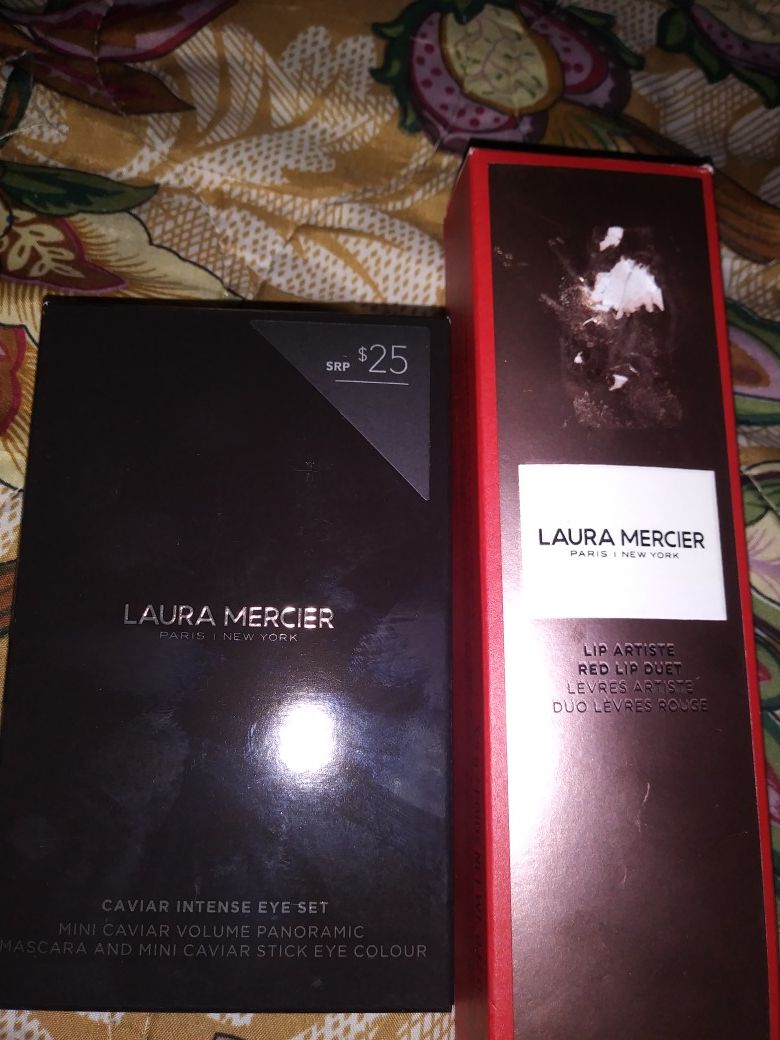 SRP $25
LAURA MERCIER
PARIS | NEW YORK
CAVIAR INTENSE EYE SET
MINI CAVIAR VOLUME PANORAMIC
MASCARA AND MINI CAVIAR STICK EYE COLOUR
LAURA MERCIER
PARIS | NEW YORK
LIP ARTISTE
RED LIP DUET
LÈVRES ARTISTE
DUO LÈVRES ROUGE